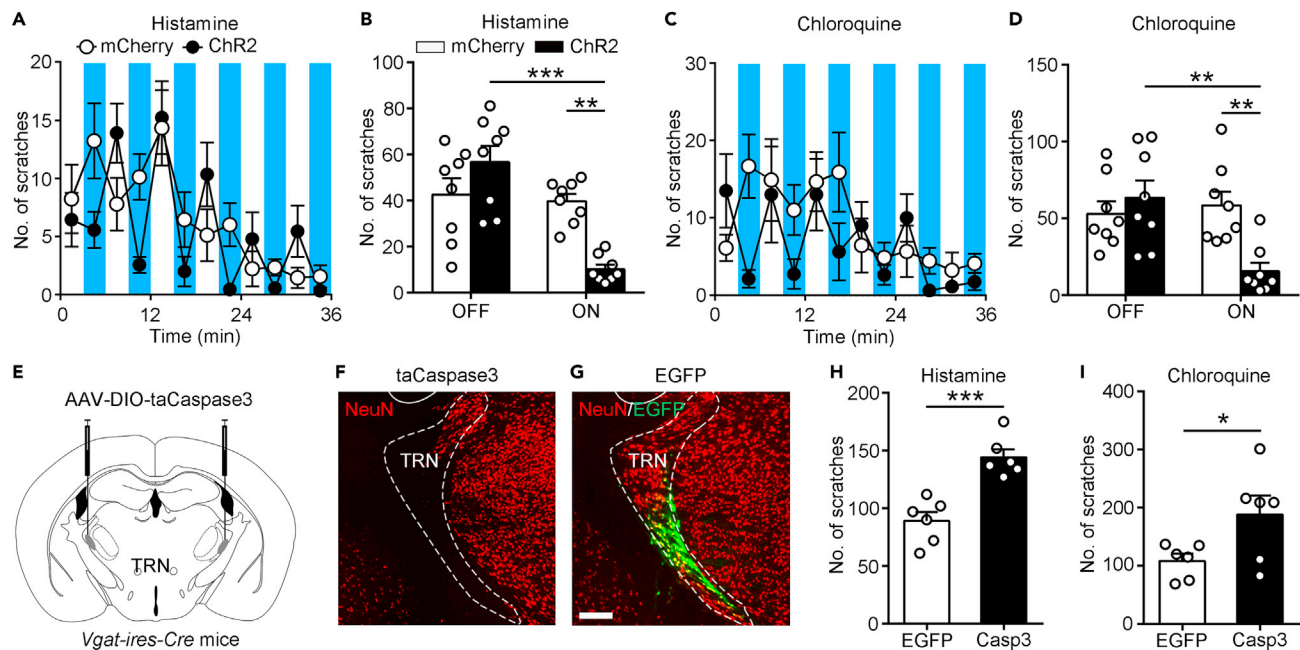 A
Histamine
mCherry ChR2
No. of scratches
20
15
10
5
0
0 12 24 36
Time (min)
B
Histamine
mCherry ChR2
No. of scratches
100
80
60
40
20
0
***
**
OFF ON
C
Chloroquine
No. of scratches
30
20
10
0
0 12 24 36
Time (min)
D
Chloroquine
No. of scratches
150
100
50
0
**
**
OFF ON
E
AAV-DIO-taCaspase3
TRN
Vgat-ires-Cre mice
F
taCaspase3
NeuN
TRN
G
EGFP
NeuN/EGFP
TRN
H
Histamine
No. of scratches
200
150
100
50
0
***
EGFP Casp3
I
Chloroquine
No. of scratches
400
300
200
100
0
*
EGFP Casp3